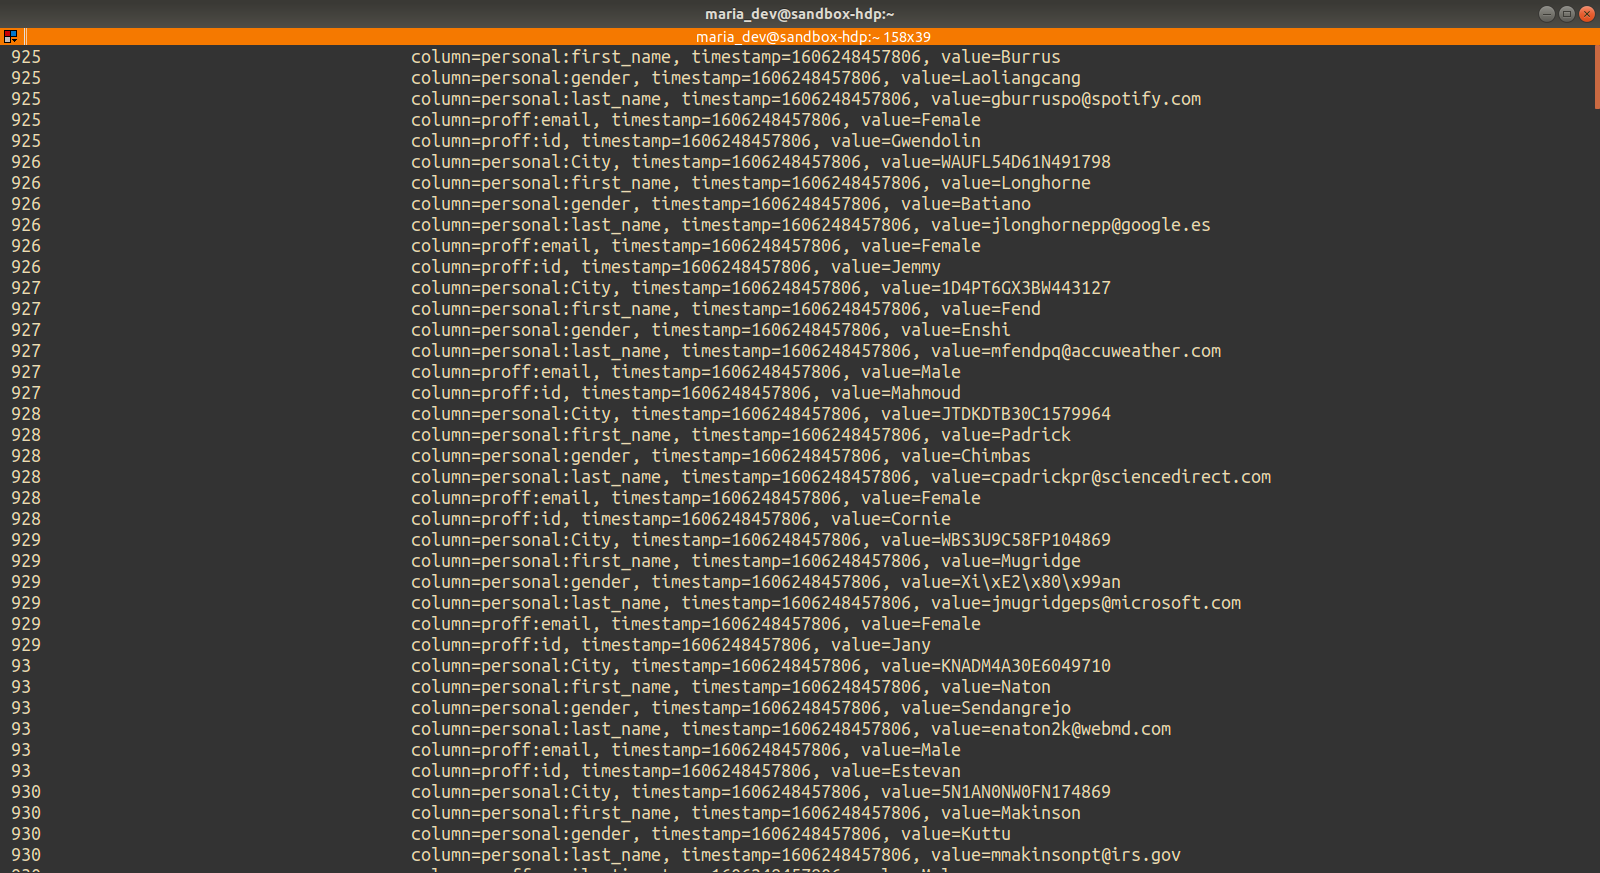 maria_dev@sandbox-hdp:~
maria_dev@sandbox-hdp:~ 158x39
925 column=personal:first_name, timestamp=1606248457806, value=Burrus
925 column=personal:gender, timestamp=1606248457806, value=Laoliangcang
925 column=personal:last_name, timestamp=1606248457806, value=gburruspo@spotify.com
925 column=proff:email, timestamp=1606248457806, value=Female
925 column=proff:id, timestamp=1606248457806, value=Gwendolin
926 column=personal:City, timestamp=1606248457806, value=WAUFL54D61N491798
926 column=personal:first_name, timestamp=1606248457806, value=Longhorne
926 column=personal:gender, timestamp=1606248457806, value=Batiano
926 column=personal:last_name, timestamp=1606248457806, value=jlonghornepp@google.es
926 column=proff:email, timestamp=1606248457806, value=Female
926 column=proff:id, timestamp=1606248457806, value=Jemmy
927 column=personal:City, timestamp=1606248457806, value=1D4PT6GX3BW443127
927 column=personal:first_name, timestamp=1606248457806, value=Fend
927 column=personal:gender, timestamp=1606248457806, value=Enshi
927 column=personal:last_name, timestamp=1606248457806, value=mfendpq@accuweather.com
927 column=proff:email, timestamp=1606248457806, value=Male
927 column=proff:id, timestamp=1606248457806, value=Mahmoud
928 column=personal:City, timestamp=1606248457806, value=JTDKDTB30C1579964
928 column=personal:first_name, timestamp=1606248457806, value=Padrick
928 column=personal:gender, timestamp=1606248457806, value=Chimbas
928 column=personal:last_name, timestamp=1606248457806, value=cpadrickpr@sciencedirect.com
928 column=proff:email, timestamp=1606248457806, value=Female
928 column=proff:id, timestamp=1606248457806, value=Cornie
929 column=personal:City, timestamp=1606248457806, value=WBS3U9C58FP104869
929 column=personal:first_name, timestamp=1606248457806, value=Mugridge
929 column=personal:gender, timestamp=1606248457806, value=Xi\xE2\x80\x99an
929 column=personal:last_name, timestamp=1606248457806, value=jmugridgeps@microsoft.com
929 column=proff:email, timestamp=1606248457806, value=Female
929 column=proff:id, timestamp=1606248457806, value=Jany
93 column=personal:City, timestamp=1606248457806, value=KNADM4A30E6049710
93 column=personal:first_name, timestamp=1606248457806, value=Naton
93 column=personal:gender, timestamp=1606248457806, value=Sendangrejo
93 column=personal:last_name, timestamp=1606248457806, value=enaton2k@webmd.com
93 column=proff:email, timestamp=1606248457806, value=Male
93 column=proff:id, timestamp=1606248457806, value=Estevan
930 column=personal:City, timestamp=1606248457806, value=5N1AN0NW0FN174869
930 column=personal:first_name, timestamp=1606248457806, value=Makinson
930 column=personal:gender, timestamp=1606248457806, value=Kuttu
930 column=personal:last_name, timestamp=1606248457806, value=mmakinsonpt@irs.gov